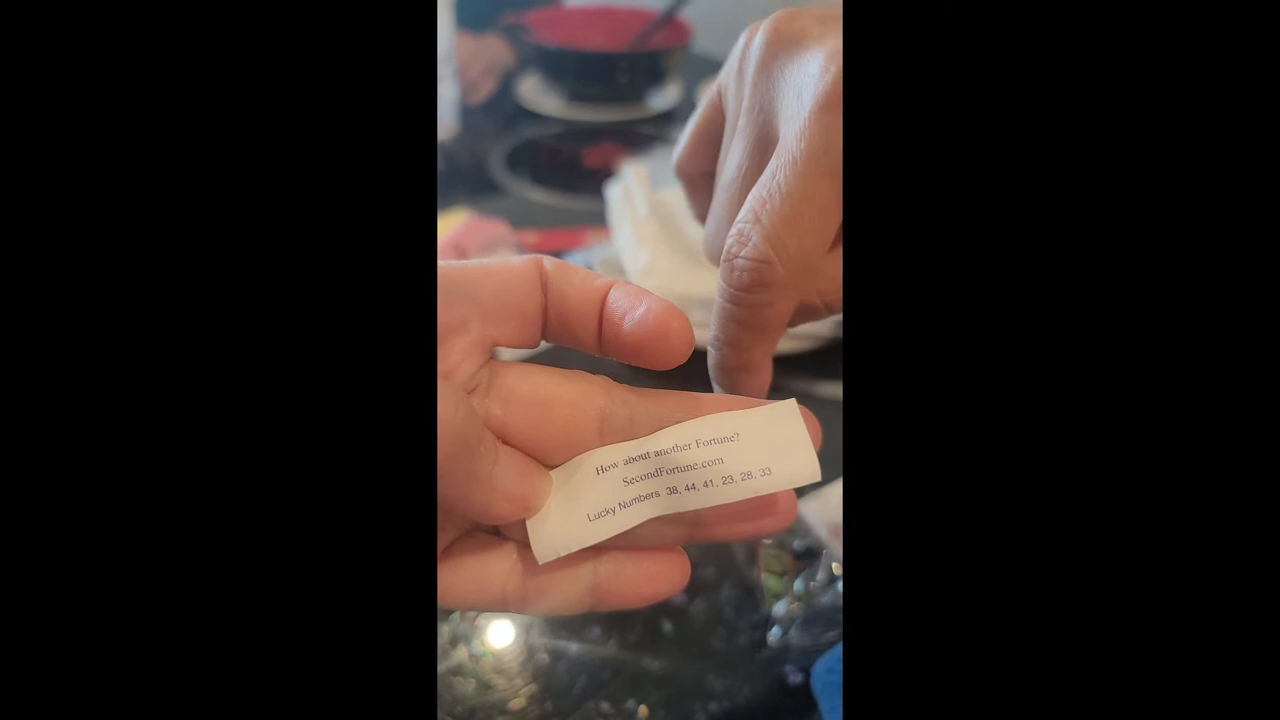 How about another Fortune?
SecondFortune.com
Lucky Numbers 38, 44, 41, 23, 28, 33